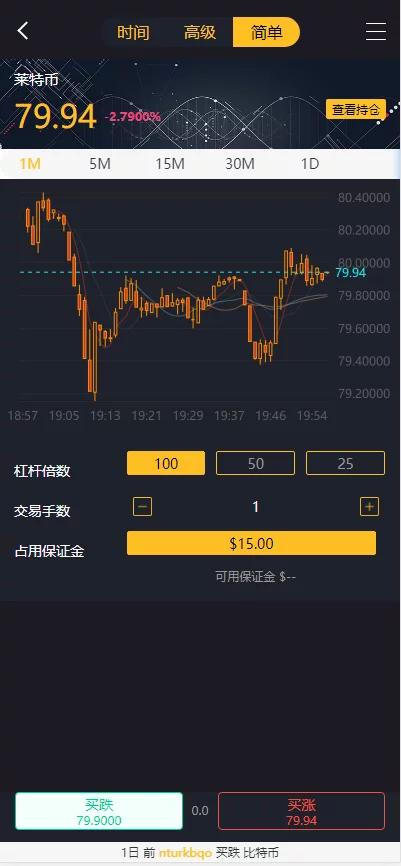 时间 高级 简单
莱特币
79.94 -2.7900% 查看持仓
1M 5M 15M 30M 1D
80.40000
80.20000
80.00000
79.94
79.80000
79.60000
79.40000
79.20000
18:57 19:05 19:13 19:21 19:29 19:37 19:46 19:54
杠杆倍数 100 50 25
交易手数 − 1 +
占用保证金 $15.00
可用保证金 $--
买跌 0.0 买涨
79.9000 79.94
1日 前 nturkbqo 买跌 比特币